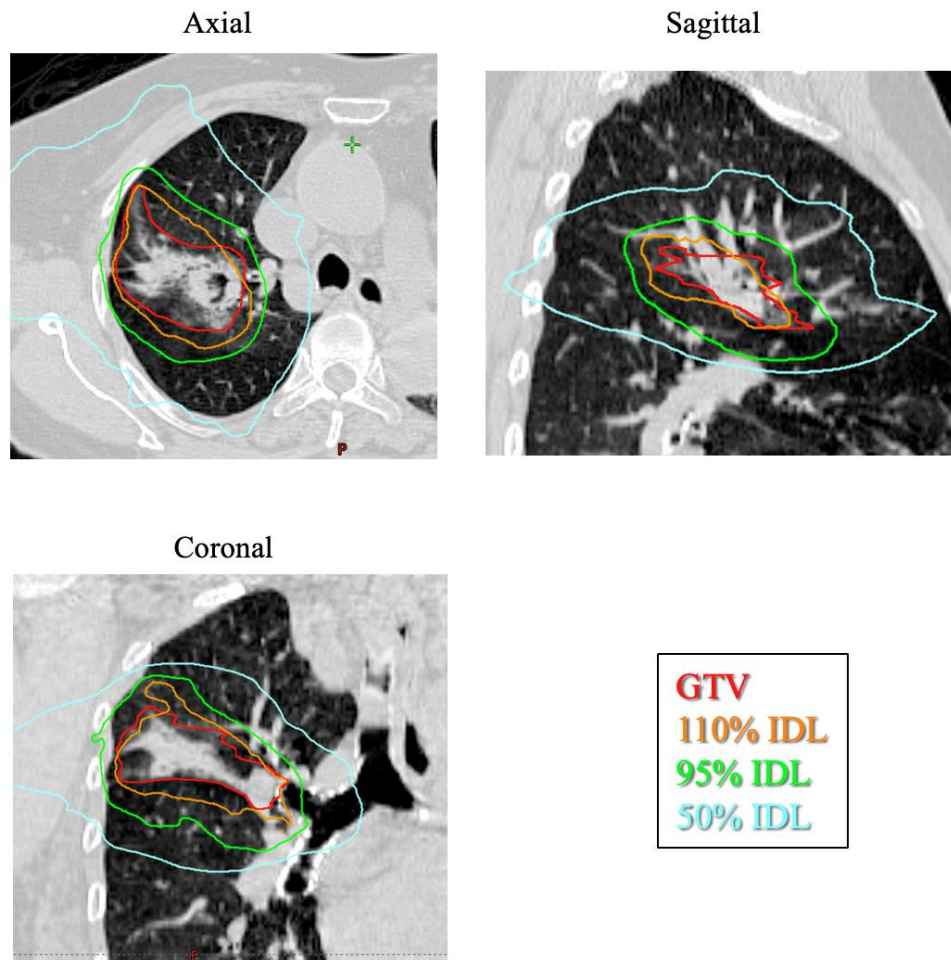 Axial
Sagittal
P
Coronal
GTV
110% IDL
95% IDL
50% IDL